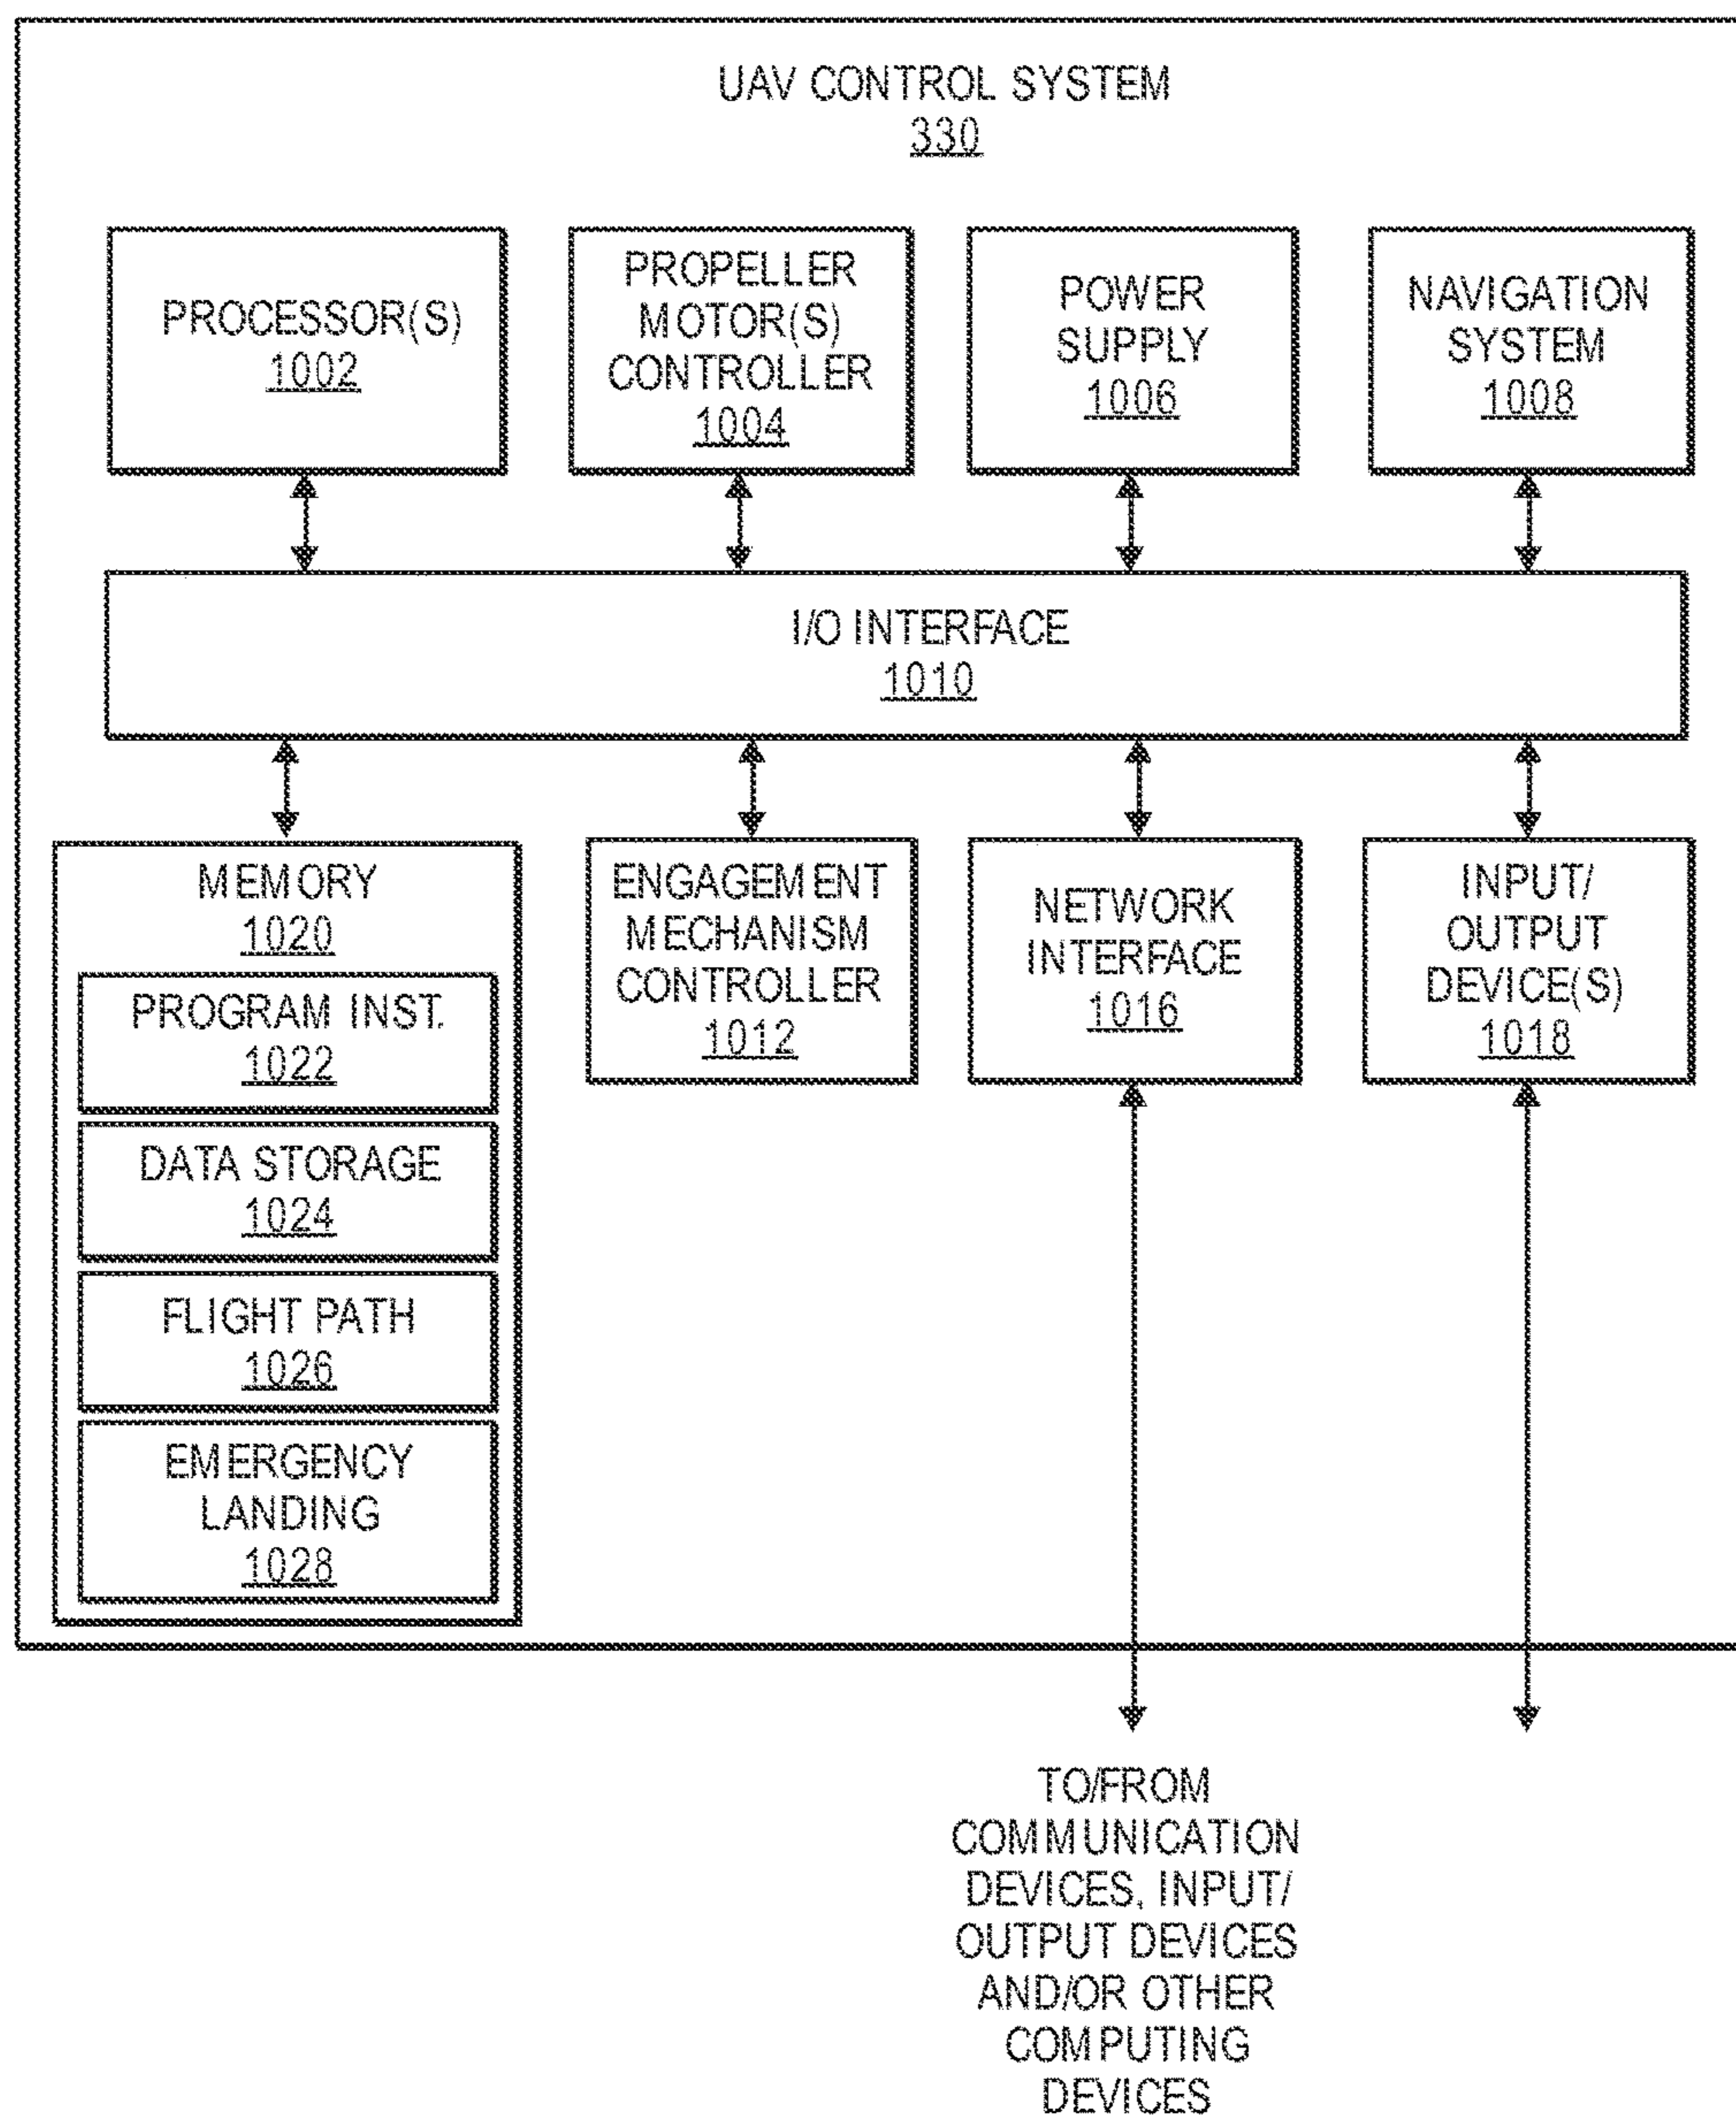 UAV CONTROL SYSTEM
330
PROCESSOR(S)
1002
PROPELLER
MOTOR(S)
CONTROLLER
1004
POWER
SUPPLY
1006
NAVIGATION
SYSTEM
1008
I/O INTERFACE
1010
MEMORY
1020
PROGRAM INST.
1022
DATA STORAGE
1024
FLIGHT PATH
1026
EMERGENCY
LANDING
1028
ENGAGEMENT
MECHANISM
CONTROLLER
1012
NETWORK
INTERFACE
1016
INPUT/
OUTPUT
DEVICE(S)
1018
TO/FROM
COMMUNICATION
DEVICES, INPUT/
OUTPUT DEVICES
AND/OR OTHER
COMPUTING
DEVICES